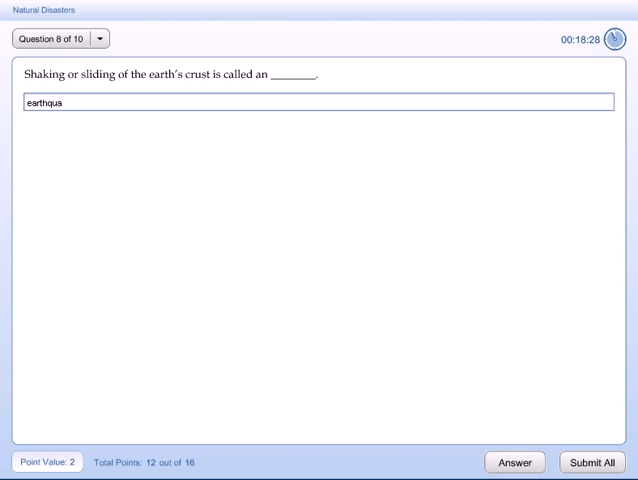 Natural Disasters
Question 8 of 10
00:18:28
Shaking or sliding of the earth's crust is called an ________.
earthqua
Point Value: 2
Total Points: 12 out of 16
Answer
Submit All